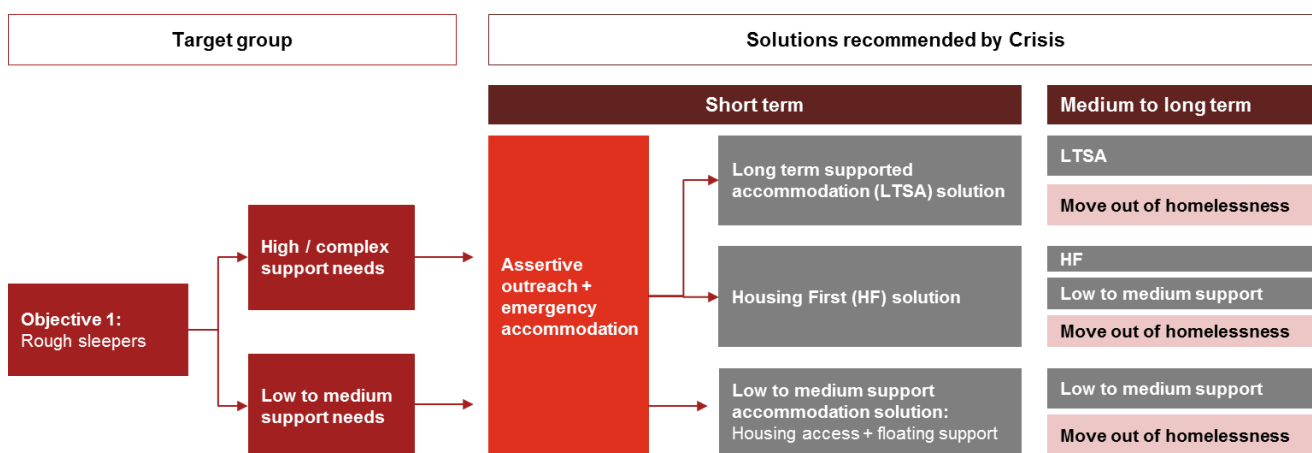 Target group
Solutions recommended by Crisis
Short term
Medium to long term
Objective 1:
Rough sleepers
High / complex
support needs
Low to medium
support needs
Assertive
outreach +
emergency
accommodation
Long term supported
accommodation (LTSA) solution
Housing First (HF) solution
Low to medium support
accommodation solution:
Housing access + floating support
LTSA
Move out of homelessness
HF
Low to medium support
Move out of homelessness
Low to medium support
Move out of homelessness